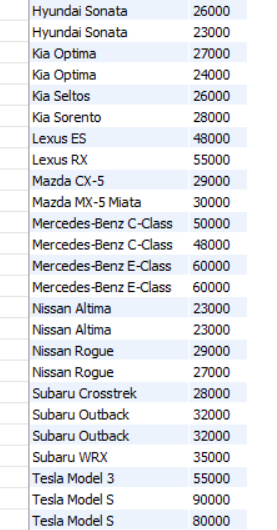 Hyundai Sonata 26000
Hyundai Sonata 23000
Kia Optima 27000
Kia Optima 24000
Kia Seltos 26000
Kia Sorento 28000
Lexus ES 48000
Lexus RX 55000
Mazda CX-5 29000
Mazda MX-5 Miata 30000
Mercedes-Benz C-Class 50000
Mercedes-Benz C-Class 48000
Mercedes-Benz E-Class 60000
Mercedes-Benz E-Class 60000
Nissan Altima 23000
Nissan Altima 23000
Nissan Rogue 29000
Nissan Rogue 27000
Subaru Crosstrek 28000
Subaru Outback 32000
Subaru Outback 32000
Subaru WRX 35000
Tesla Model 3 55000
Tesla Model S 90000
Tesla Model S 80000